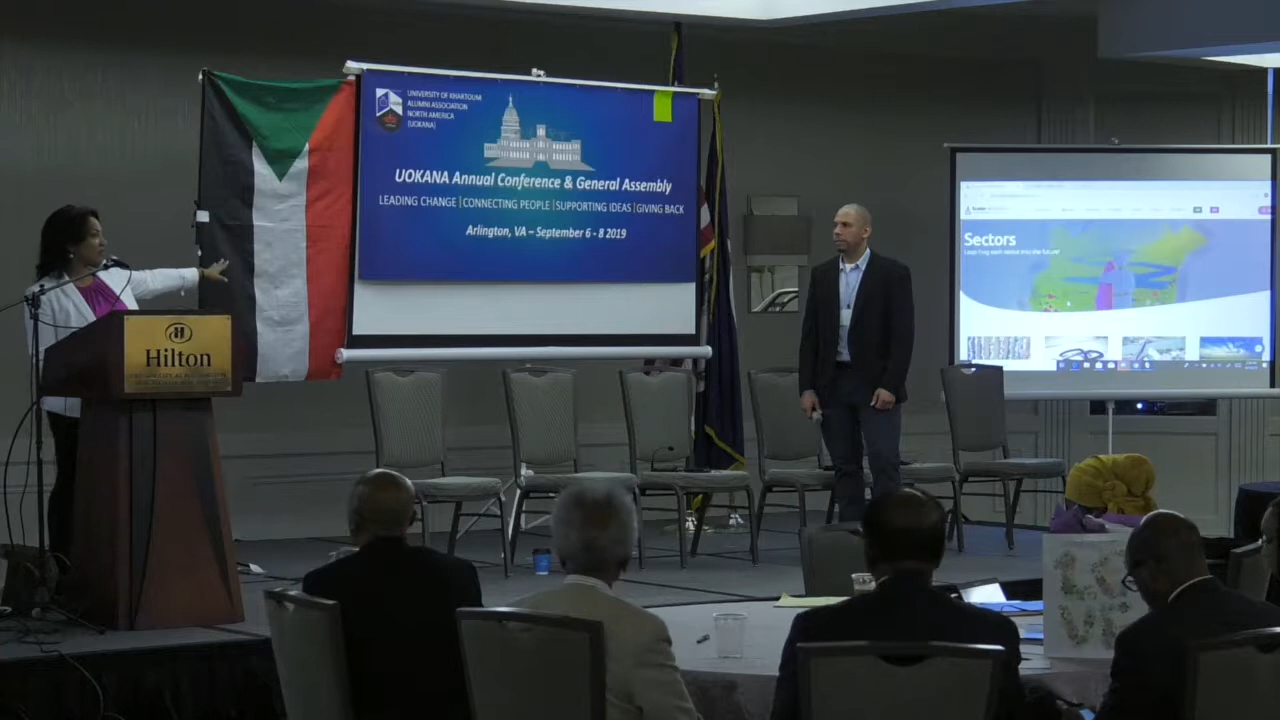 UNIVERSITY OF KHARTOUM
ALUMNI ASSOCIATION
NORTH AMERICA
(UOKANA)
UOKANA Annual Conference & General Assembly
LEADING CHANGE | CONNECTING PEOPLE | SUPPORTING IDEAS | GIVING BACK
Arlington, VA – September 6 - 8 2019
Hilton
Sectors
LOVE